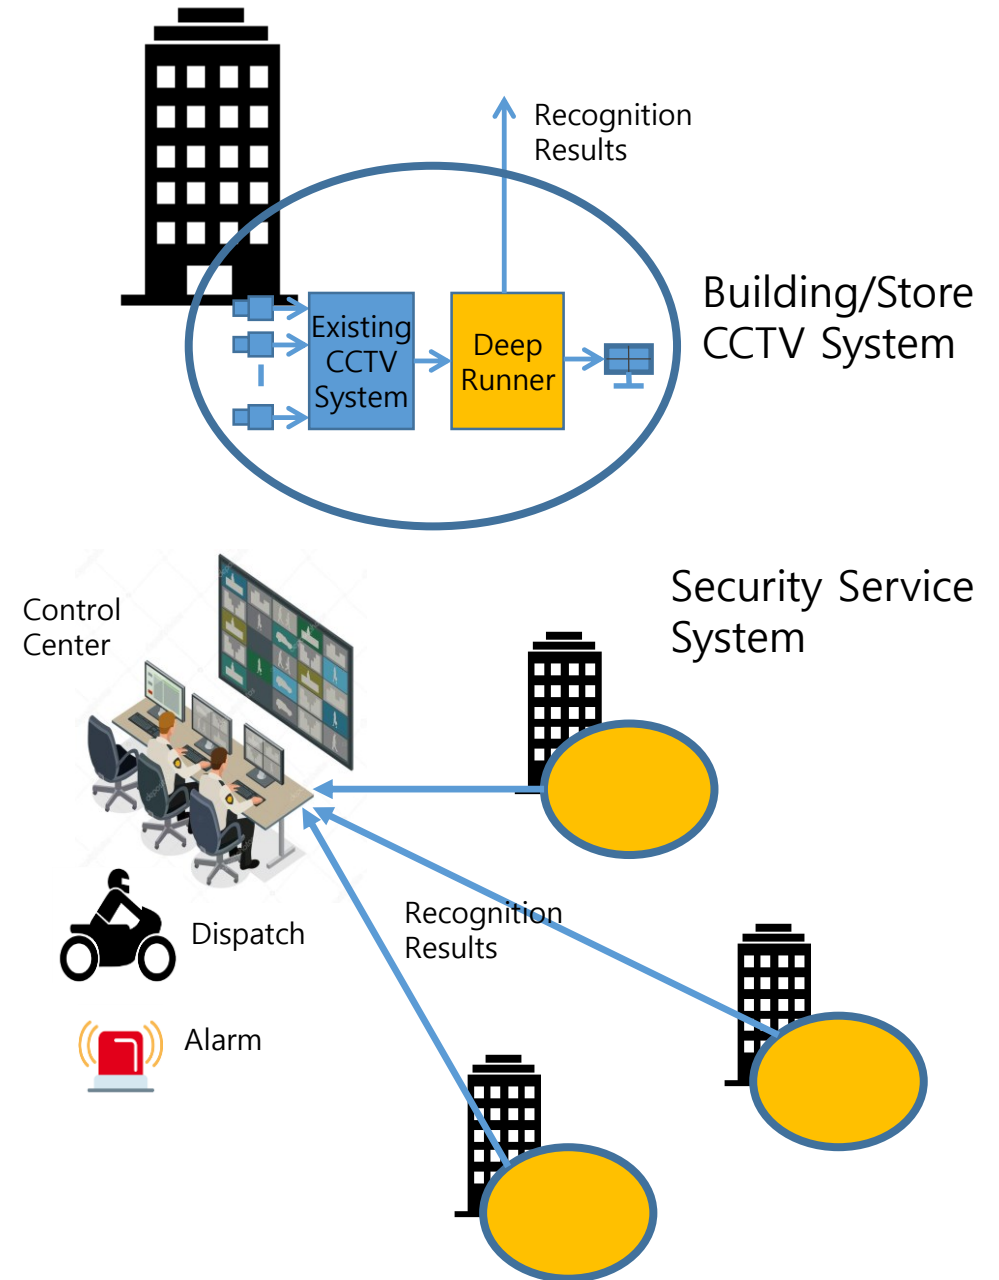 Recognition
Results
Building/Store
CCTV System
Existing
CCTV
System
Deep
Runner
Security Service
System
Control
Center
Recognition
Results
Dispatch
Alarm